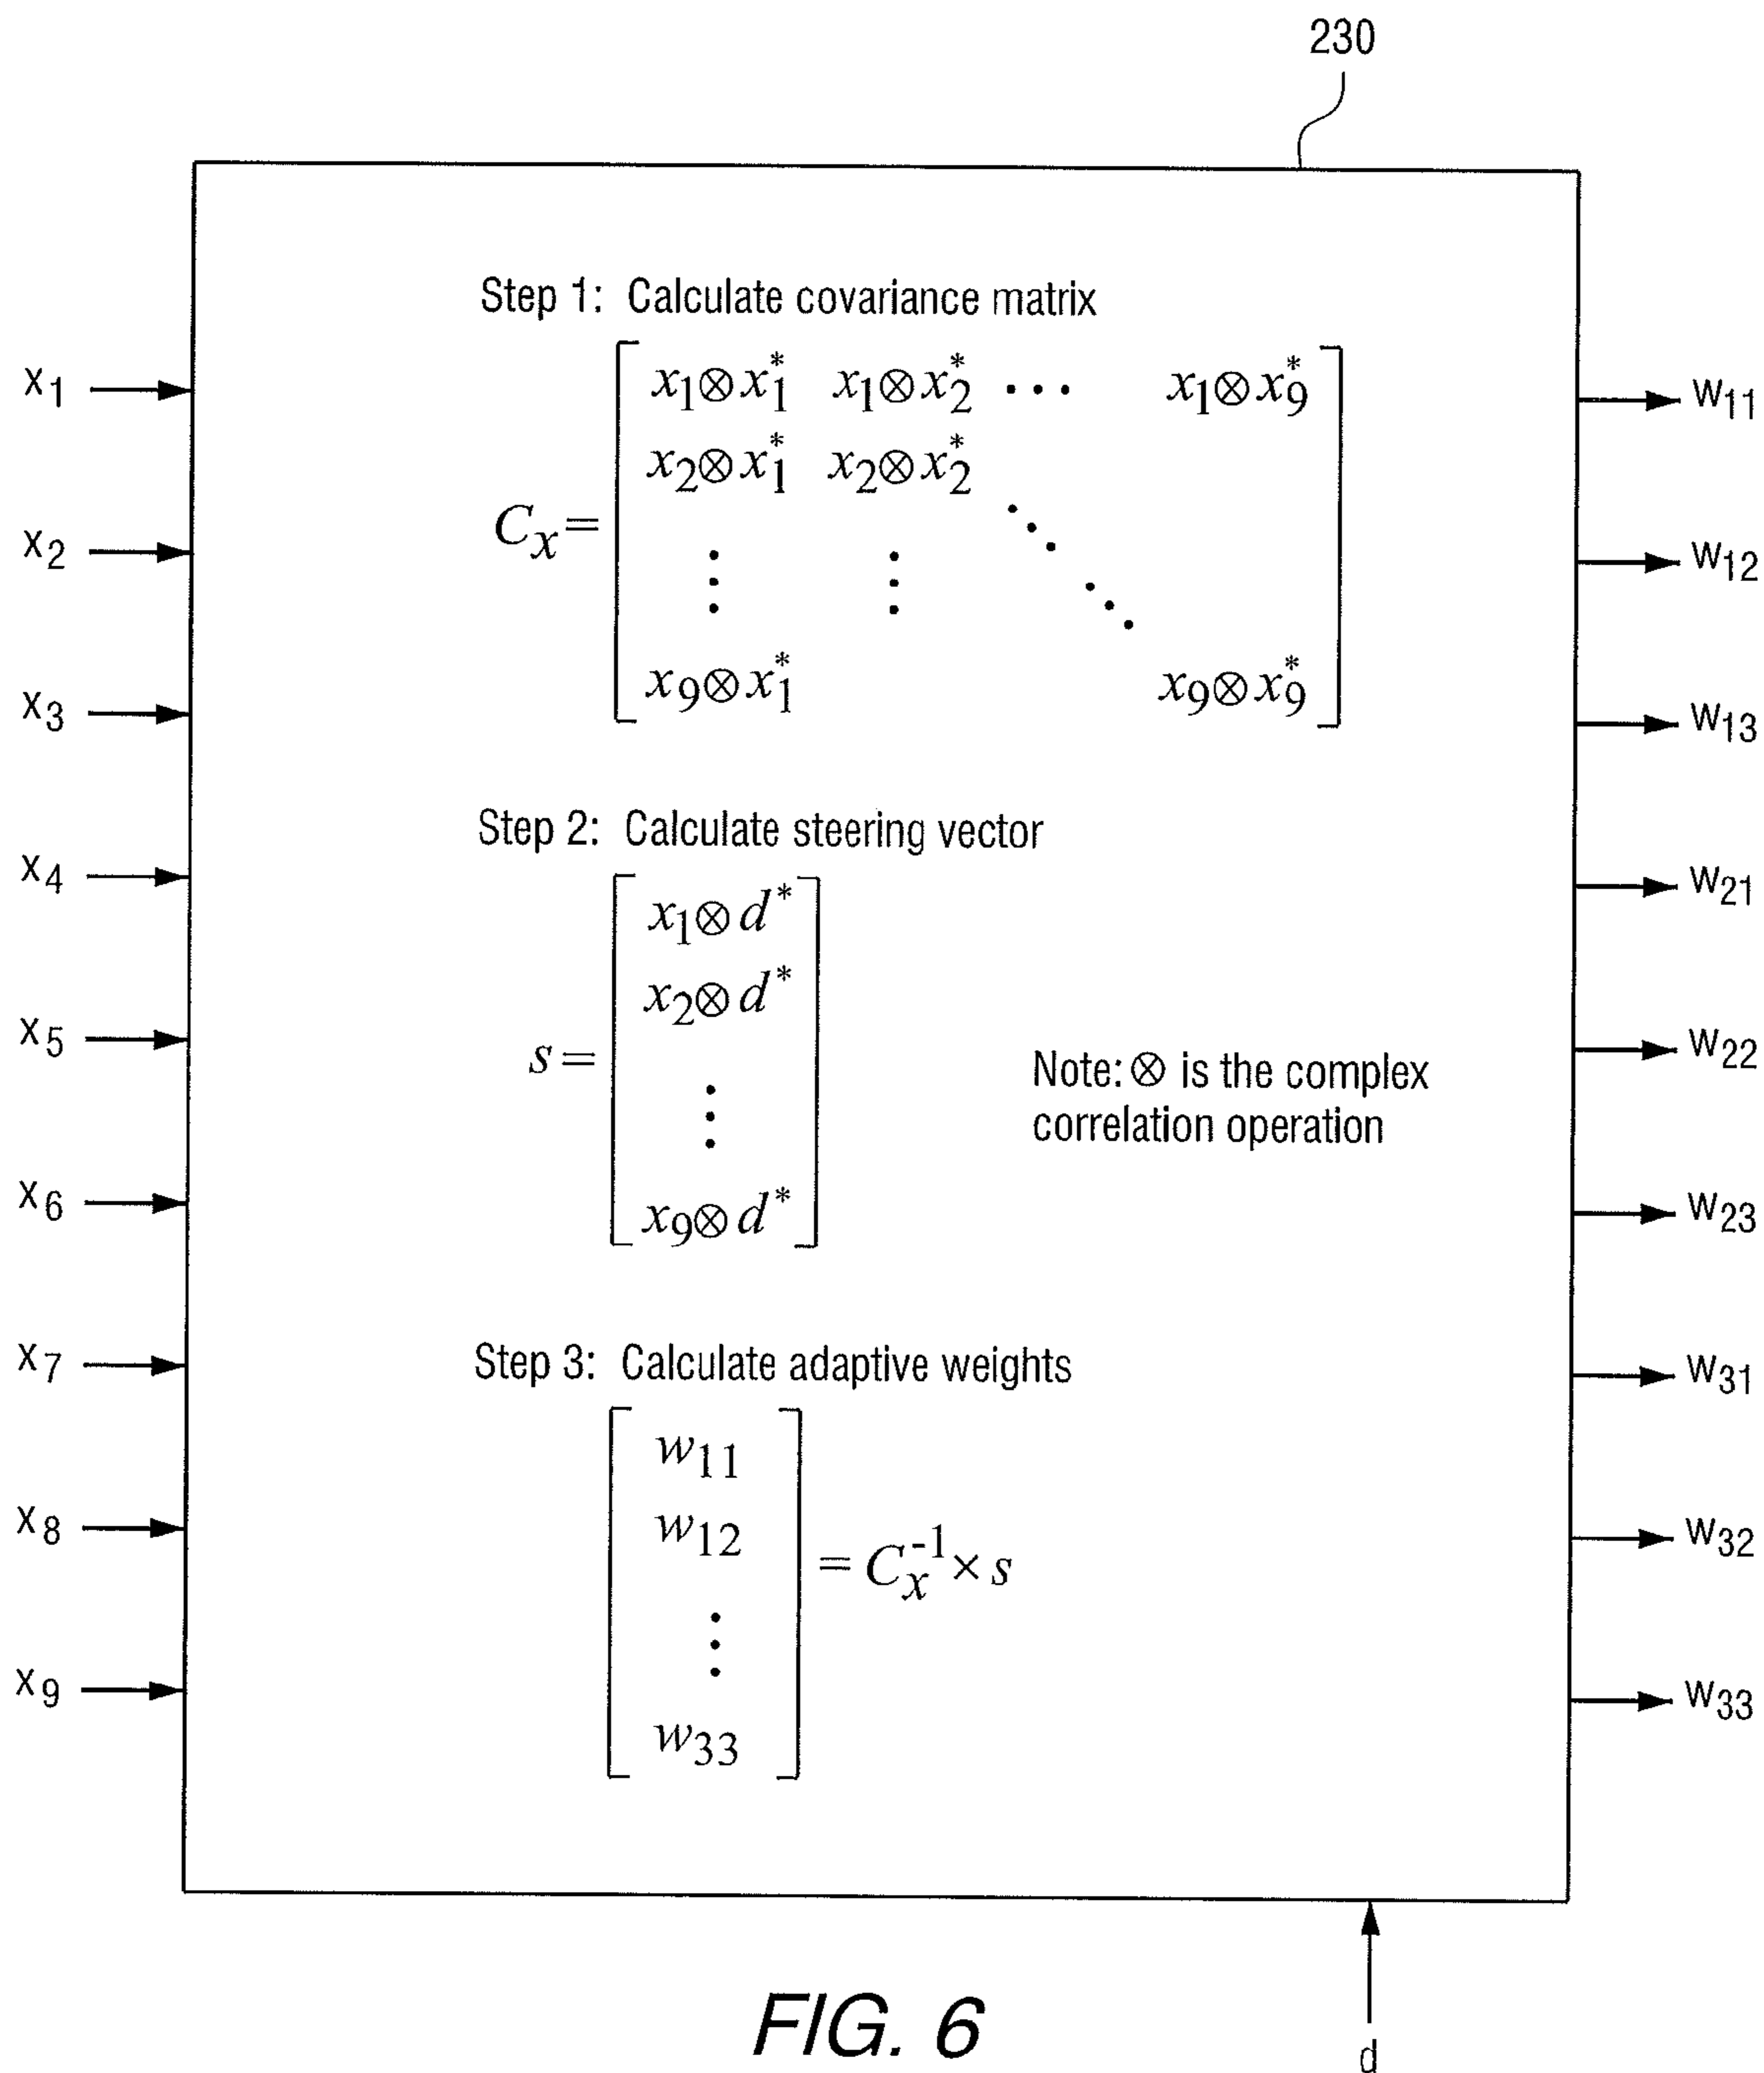 230
Step 1: Calculate covariance matrix
x₁⊗x₁* x₁⊗x₂* ··· x₁⊗x₉*
x₂⊗x₁* x₂⊗x₂*
Cₓ=
x₉⊗x₁* x₉⊗x₉*
Step 2: Calculate steering vector
x₁⊗d*
x₂⊗d*
s=
x₉⊗d*
Note: ⊗ is the complex
correlation operation
Step 3: Calculate adaptive weights
w₁₁
w₁₂
= Cₓ⁻¹ × s
w₃₃
X₁
X₂
X₃
X₄
X₅
X₆
X₇
X₈
X₉
W₁₁
W₁₂
W₁₃
W₂₁
W₂₂
W₂₃
W₃₁
W₃₂
W₃₃
d
FIG. 6